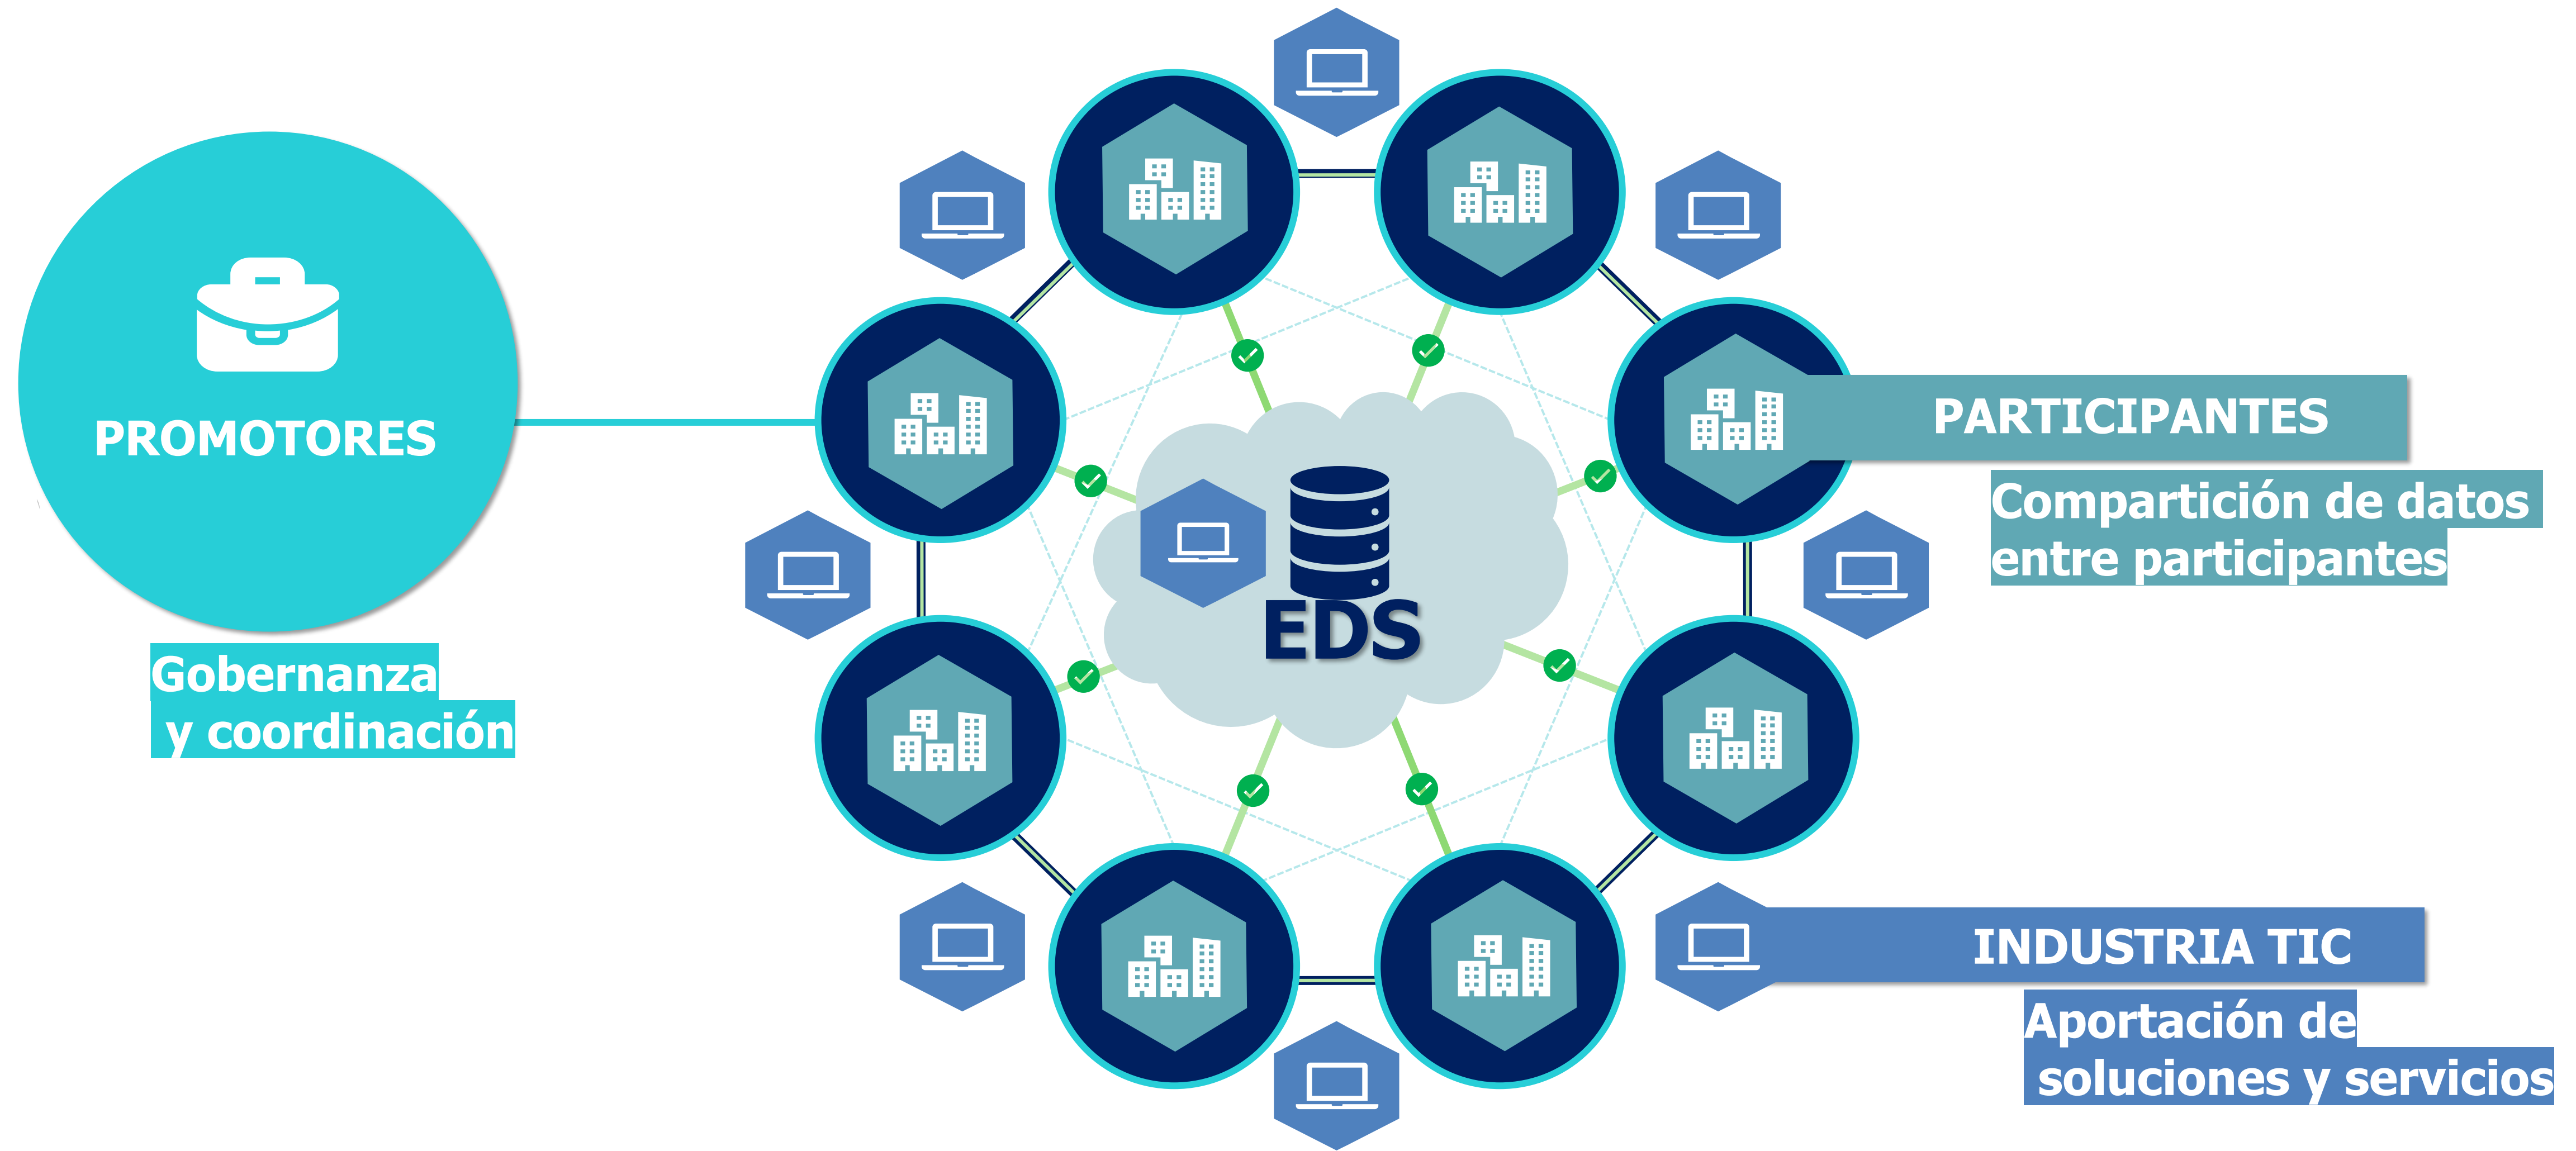 PROMOTORES
Gobernanza
y coordinación
EDS
PARTICIPANTES
Compartición de datos
entre participantes
INDUSTRIA TIC
Aportación de
soluciones y servicios